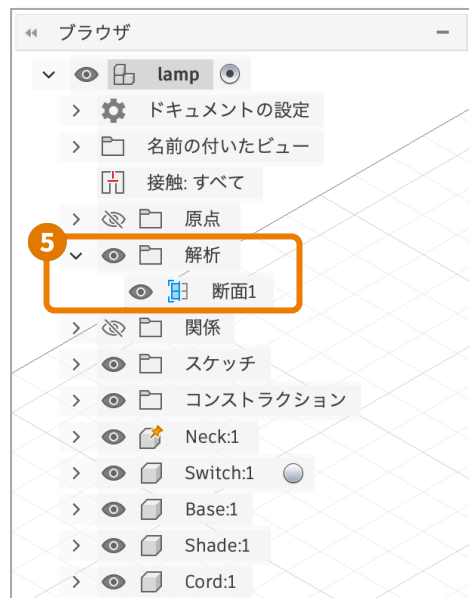 ブラウザ
lamp
ドキュメントの設定
名前の付いたビュー
接触: すべて
原点
5
解析
断面1
関係
スケッチ
コンストラクション
Neck:1
Switch:1
Base:1
Shade:1
Cord:1